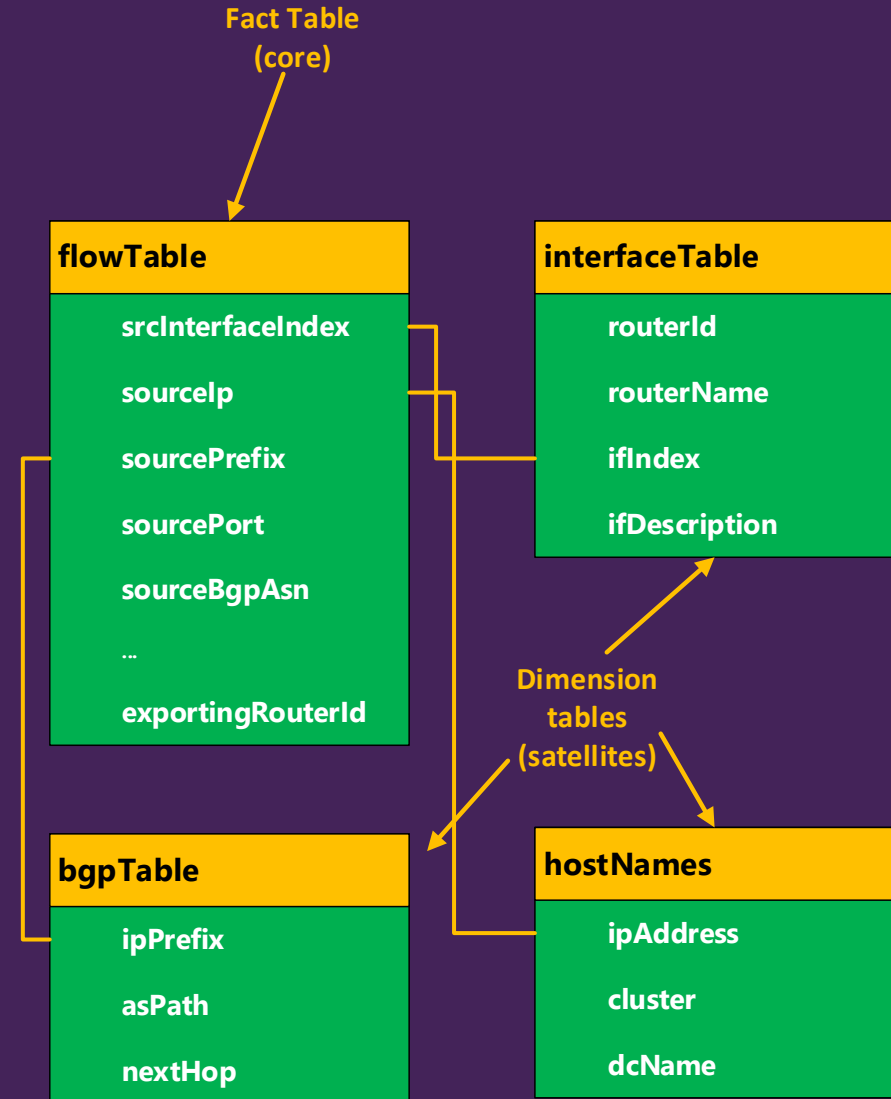 Fact Table
(core)
flowTable
srcInterfaceIndex
sourceIp
sourcePrefix
sourcePort
sourceBgpAsn
...
exportingRouterId
interfaceTable
routerId
routerName
ifIndex
ifDescription
Dimension
tables
(satellites)
bgpTable
ipPrefix
asPath
nextHop
hostNames
ipAddress
cluster
dcName